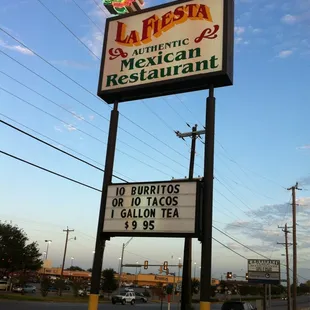 LA FIESTA
AUTHENTIC
Mexican
Restaurant
10 BURRITOS
OR 10 TACOS
1 GALLON TEA
$ 9 95